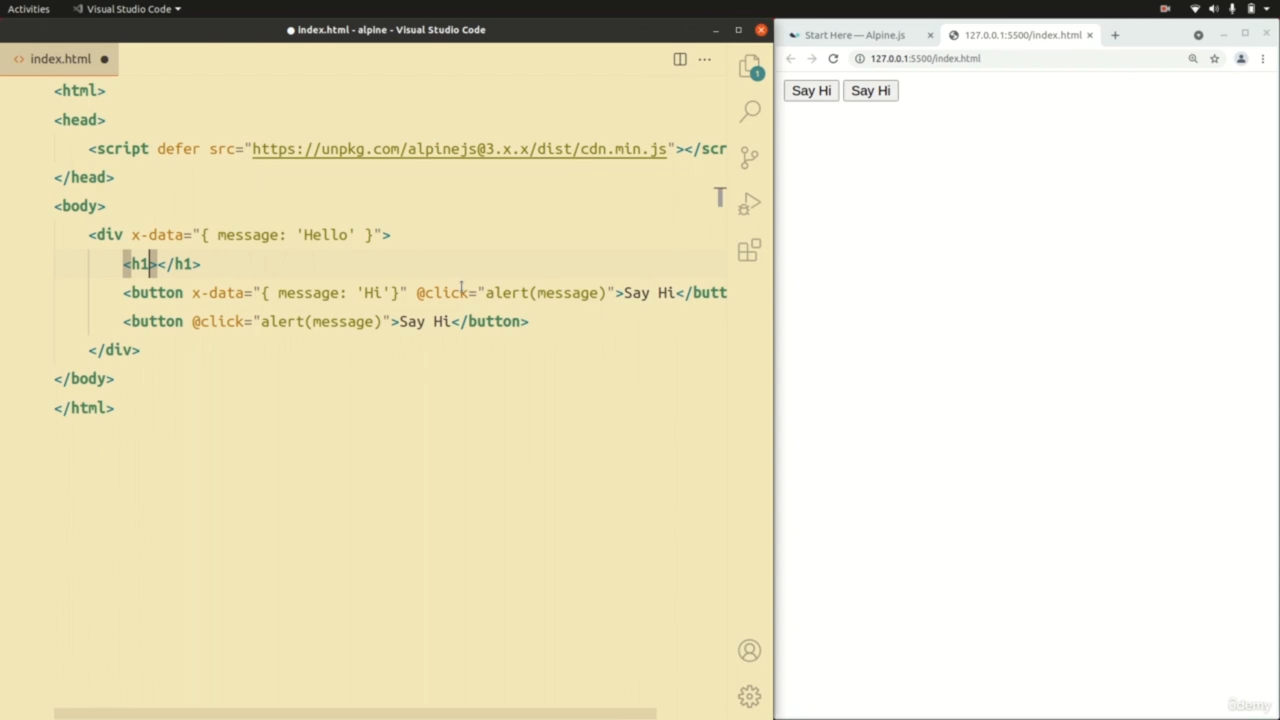 Activities
Visual Studio Code
index.html - alpine - Visual Studio Code
Start Here — Alpine.js
127.0.0.1:5500/index.html
index.html
127.0.0.1:5500/index.html
1
<html>
<head>
<script defer src="https://unpkg.com/alpinejs@3.x.x/dist/cdn.min.js"></scr
</head>
<body>
<div x-data="{ message: 'Hello' }">
<h1></h1>
<button x-data="{ message: 'Hi'}" @click="alert(message)">Say Hi</butt
<button @click="alert(message)">Say Hi</button>
</div>
</body>
</html>
T
Say Hi
Say Hi
ûdemy